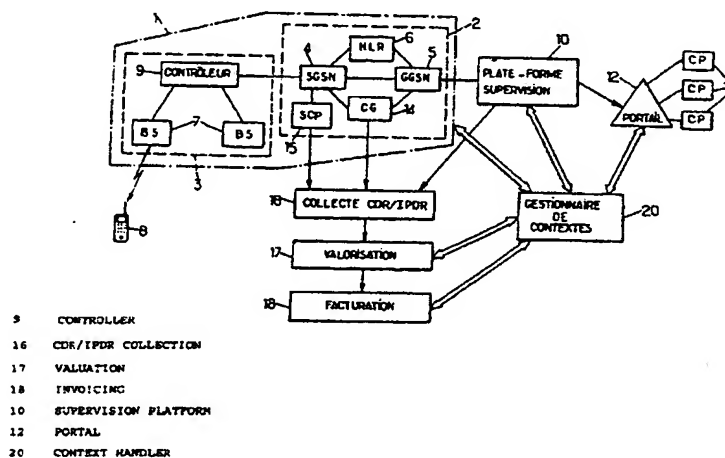 1
2
6
HLR
9
CONTRÔLEUR
4
SGSN
5
GGSN
10
PLATE-FORME
SUPERVISION
12
PORTAIL
CP
CP
CP
SCP
15
CG
14
BS
7
BS
3
8
16
COLLECTE CDR/IPDR
GESTIONNAIRE
DE
CONTEXTES
20
17
VALORISATION
18
FACTURATION
9 CONTROLLER
16 CDR/IPDR COLLECTION
17 VALUATION
18 INVOICING
10 SUPERVISION PLATFORM
12 PORTAL
20 CONTEXT HANDLER